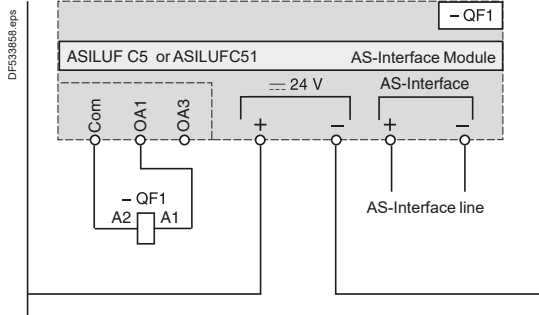 DF533858.eps
– QF1
ASILUF C5 or ASILUFC51 AS-Interface Module
24 V AS-Interface
Com OA1 OA3 + – + –
– QF1
A2 A1
AS-Interface line